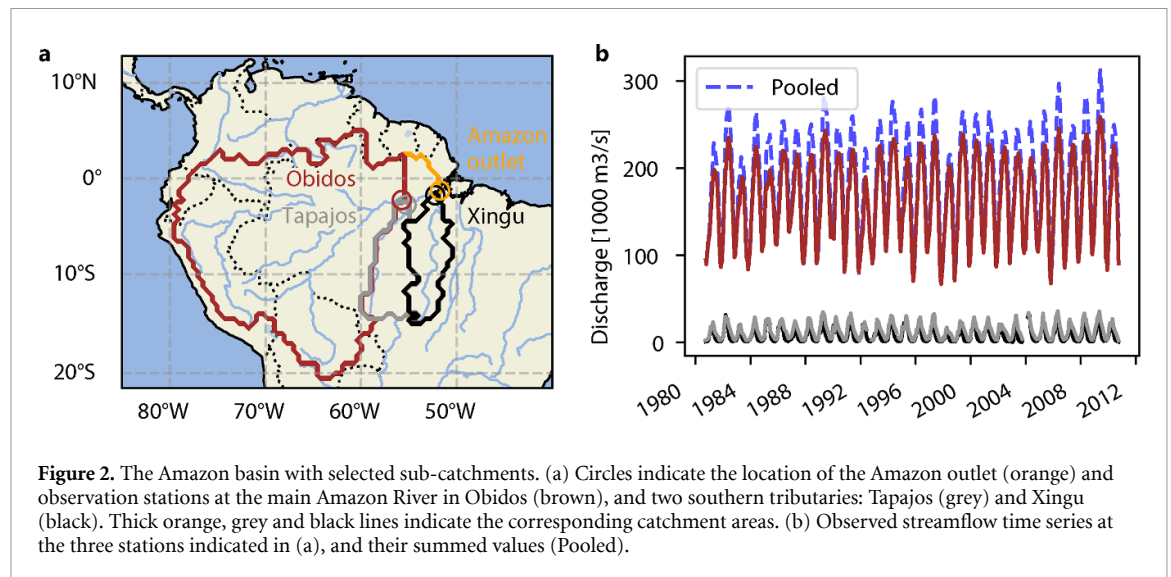 a
10°N
0°
10°S
20°S
80°W
70°W
60°W
50°W
Amazon
outlet
Obidos
Tapajos
Xingu
b
Pooled
Discharge [1000 m3/s]
300
200
100
0
1980
1984
1988
1992
1996
2000
2004
2008
2012
Figure 2. The Amazon basin with selected sub-catchments. (a) Circles indicate the location of the Amazon outlet (orange) and
observation stations at the main Amazon River in Obidos (brown), and two southern tributaries: Tapajos (grey) and Xingu
(black). Thick orange, grey and black lines indicate the corresponding catchment areas. (b) Observed streamflow time series at
the three stations indicated in (a), and their summed values (Pooled).